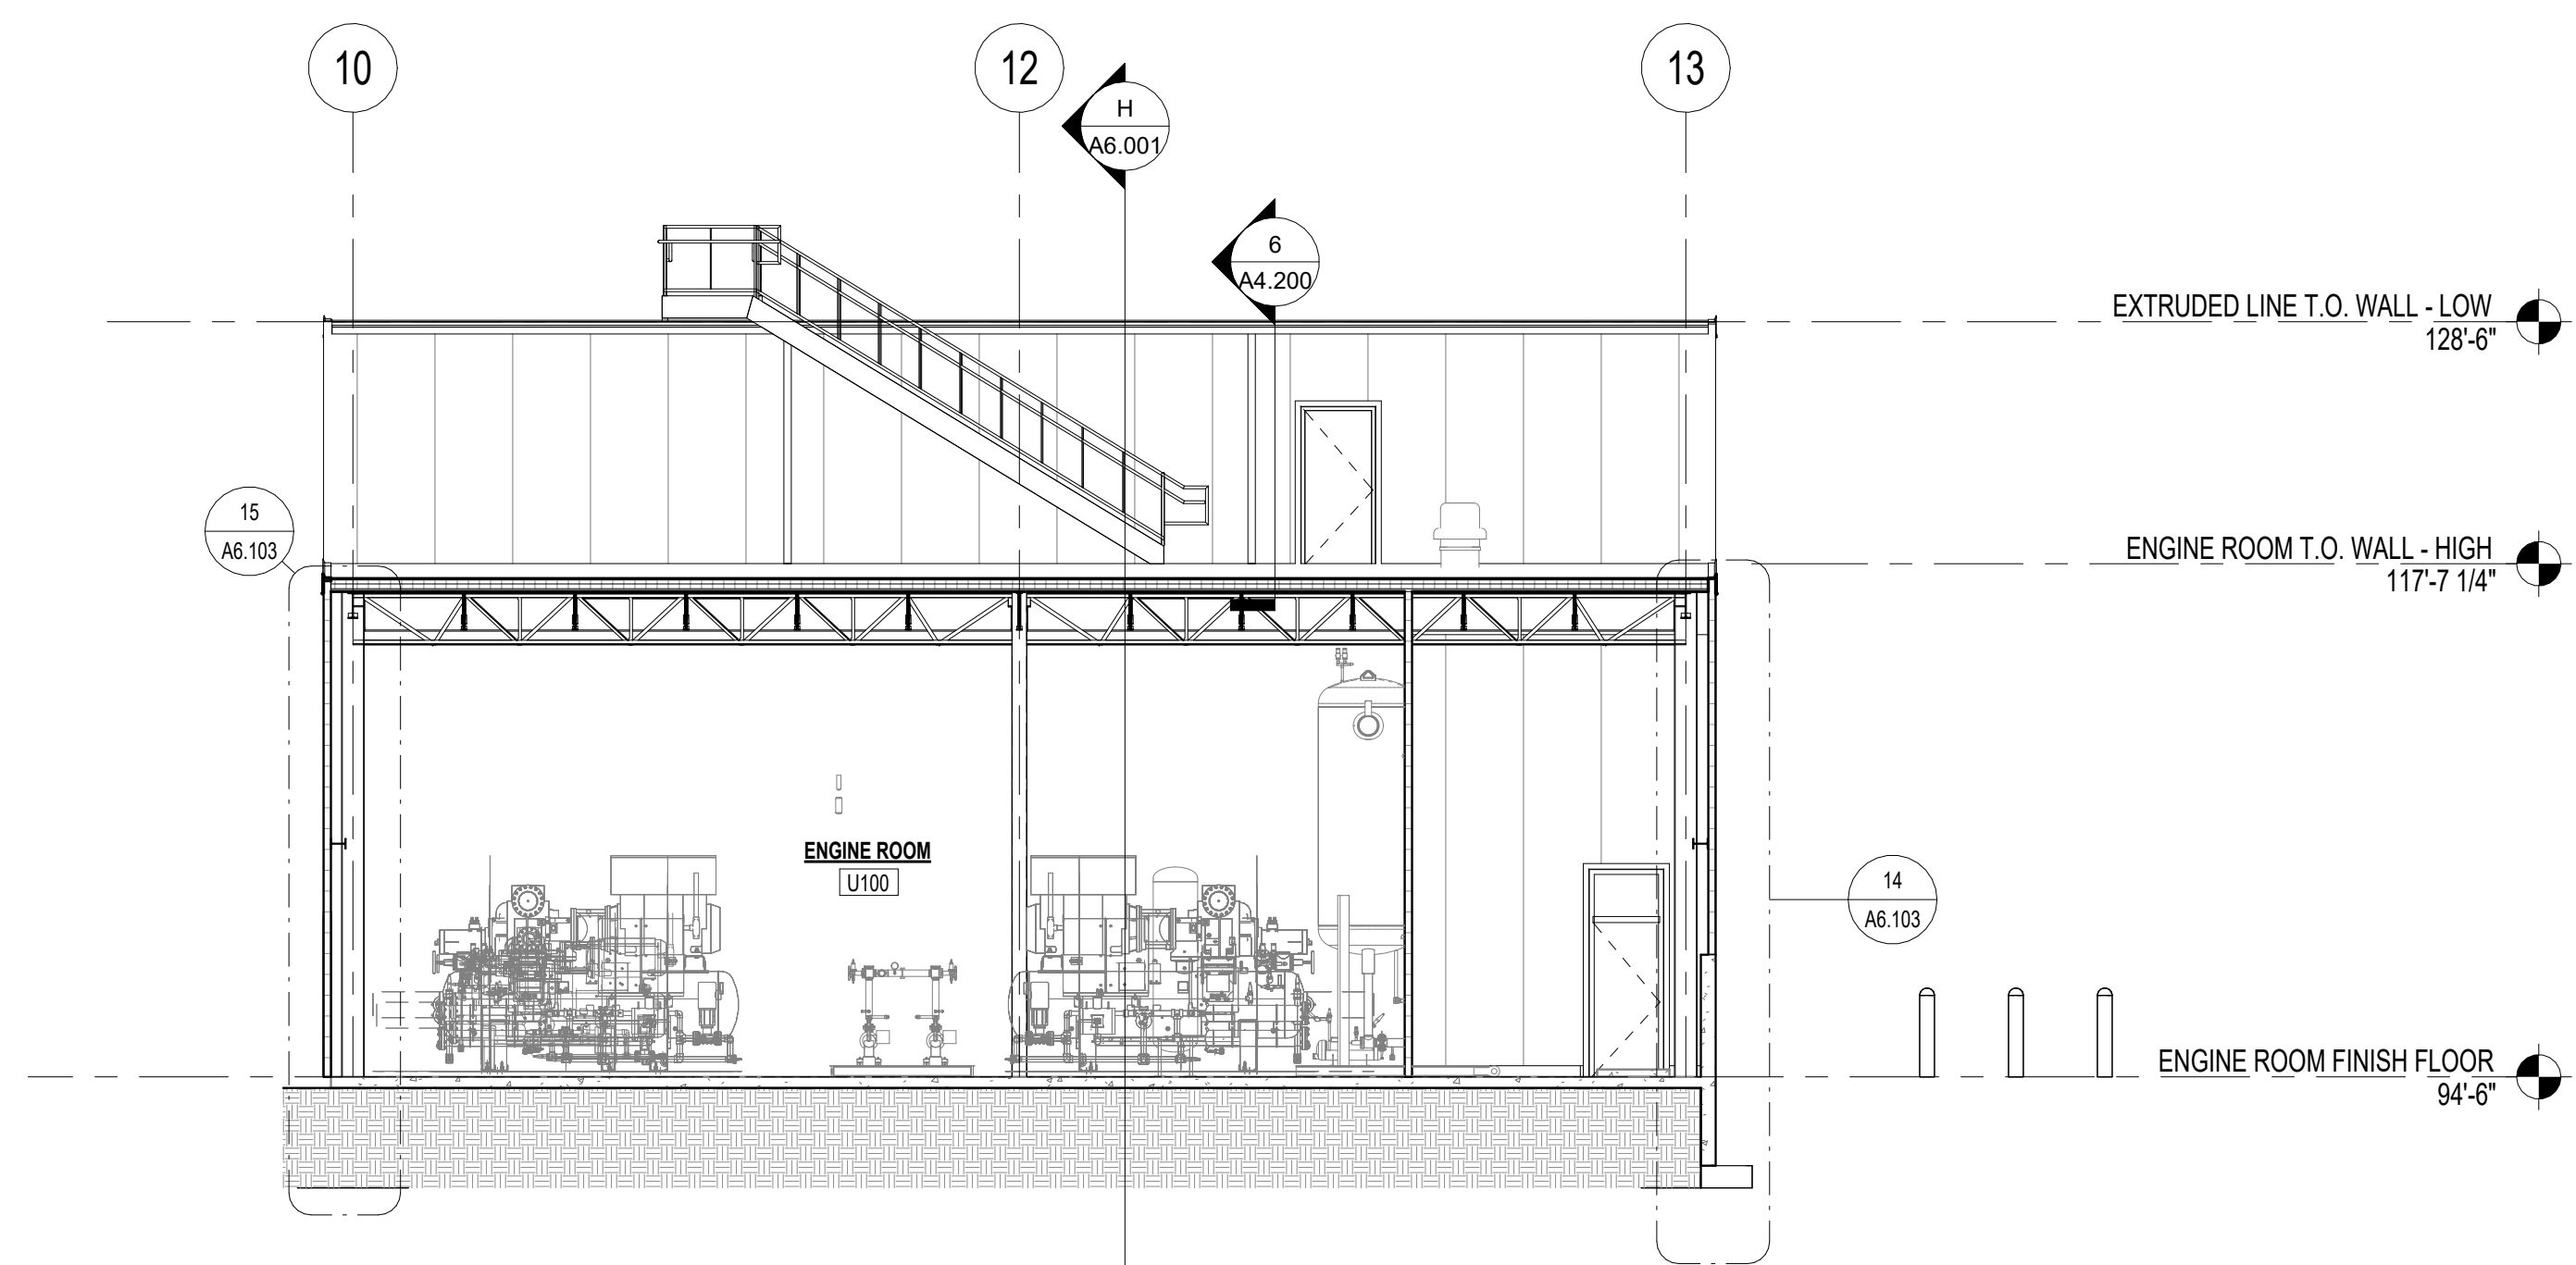 10
12
13
H
A6.001
6
A4.200
EXTRUDED LINE T.O. WALL - LOW
128'-6"
15
A6.103
ENGINE ROOM T.O. WALL - HIGH
117'-7 1/4"
ENGINE ROOM
U100
14
A6.103
ENGINE ROOM FINISH FLOOR
94'-6"